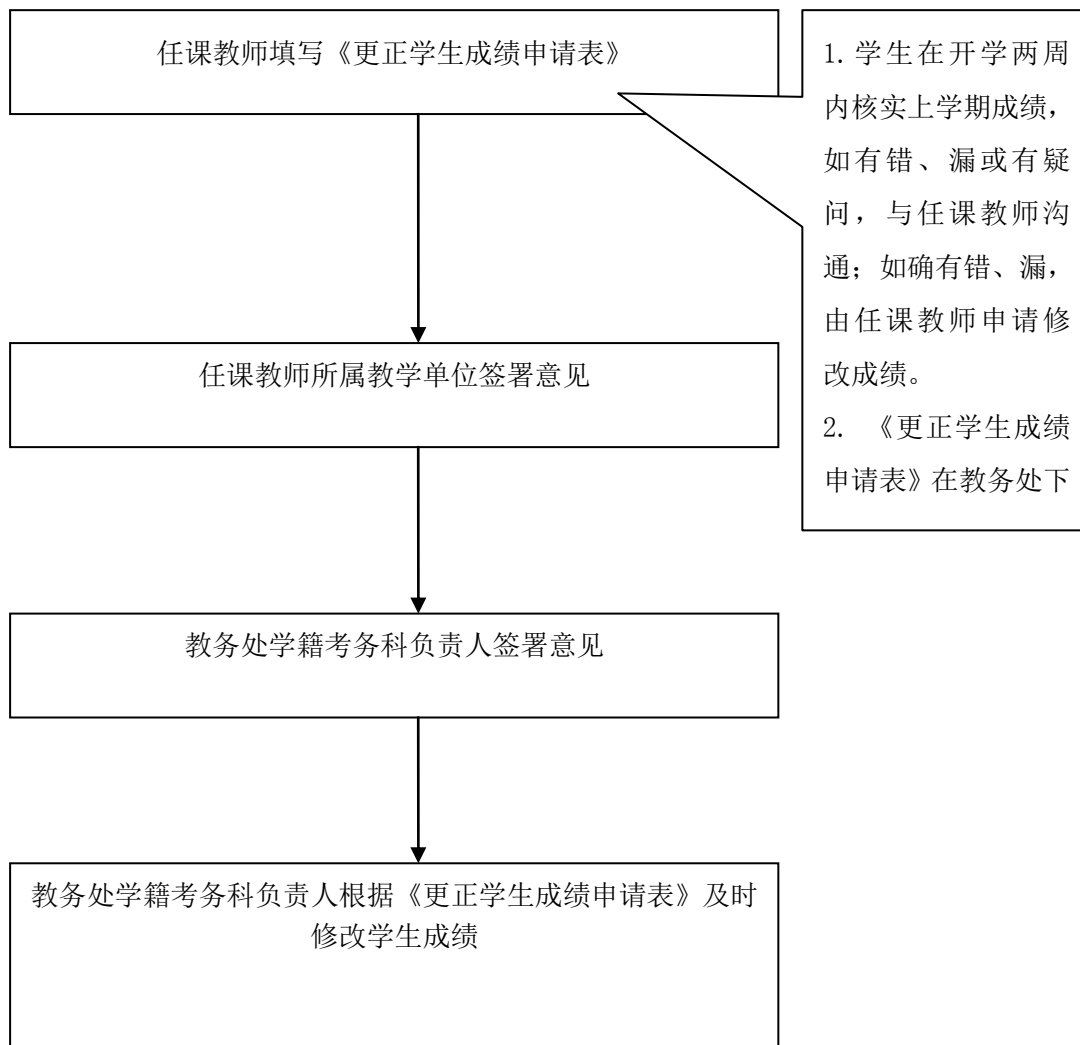 任课教师填写《更正学生成绩申请表》
1. 学生在开学两周
内核实上学期成绩，
如有错、漏或有疑
问，与任课教师沟
通；如确有错、漏，
由任课教师申请修
改成绩。
2. 《更正学生成绩
申请表》在教务处下
任课教师所属教学单位签署意见
教务处学籍考务科负责人签署意见
教务处学籍考务科负责人根据《更正学生成绩申请表》及时
修改学生成绩